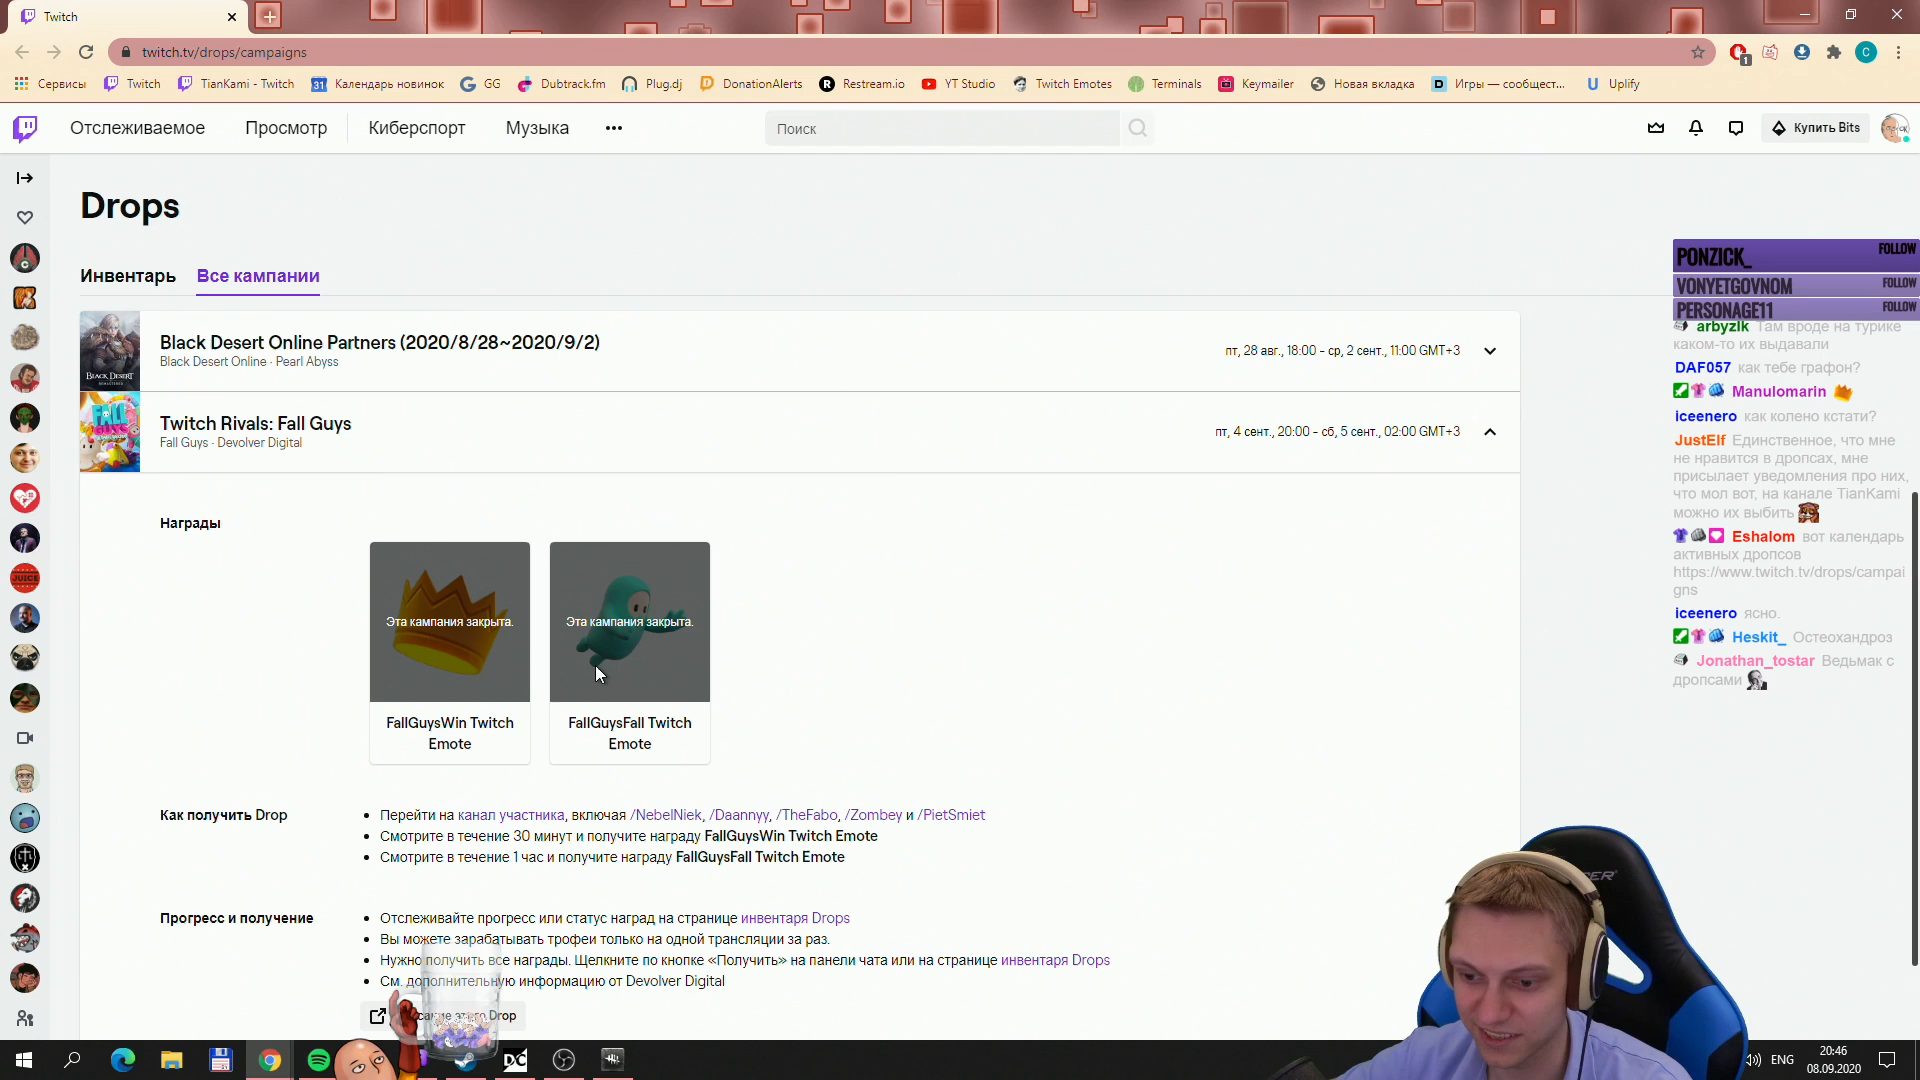 Twitch
twitch.tv/drops/campaigns
1
C
Сервисы
Twitch
TianKami - Twitch
31
Календарь новинок
GG
Dubtrack.fm
Plug.dj
DonationAlerts
Restream.io
YT Studio
Twitch Emotes
Terminals
Keymailer
Новая вкладка
Игры — сообщест...
Uplify
Отслеживаемое
Просмотр
Киберспорт
Музыка
Поиск
Купить Bits
Drops
Инвентарь
Все кампании
BLACK DESERT
Black Desert Online Partners (2020/8/28~2020/9/2)
Black Desert Online · Pearl Abyss
пт, 28 авг., 18:00 – ср, 2 сент., 11:00 GMT+3
FALL GUYS
Twitch Rivals: Fall Guys
Fall Guys · Devolver Digital
пт, 4 сент., 20:00 – сб, 5 сент., 02:00 GMT+3
Награды
Эта кампания закрыта.
Эта кампания закрыта.
FallGuysWin Twitch
Emote
FallGuysFall Twitch
Emote
Как получить Drop
Перейти на канал участника, включая /NebelNiek, /Daannyy, /TheFabo, /Zombey и /PietSmiet
Смотрите в течение 30 минут и получите награду FallGuysWin Twitch Emote
Смотрите в течение 1 час и получите награду FallGuysFall Twitch Emote
Прогресс и получение
Отслеживайте прогресс или статус наград на странице инвентаря Drops
Вы можете зарабатывать трофеи только на одной трансляции за раз.
Нужно получить все награды. Щелкните по кнопке «Получить» на панели чата или на странице инвентаря Drops
См. дополнительную информацию от Devolver Digital
Drop
JUICE
PONZICK_
FOLLOW
VONYETGOVNOM
FOLLOW
PERSONAGE11
FOLLOW
arbyzik Там вроде на турике
каком-то их выдавали
DAF057 как тебе графон?
Manulomarin
iceenero как колено кстати?
JustElf Единственное, что мне
не нравится в дропсах, мне
присылает уведомления про них,
что мол вот, на канале TianKami
можно их выбить
Eshalom вот календарь
активных дропсов
https://www.twitch.tv/drops/campai
gns
iceenero ясно.
Heskit_ Остеохандроз
Jonathan_tostar Ведьмак с
дропсами
DC
ENG
20:46
08.09.2020